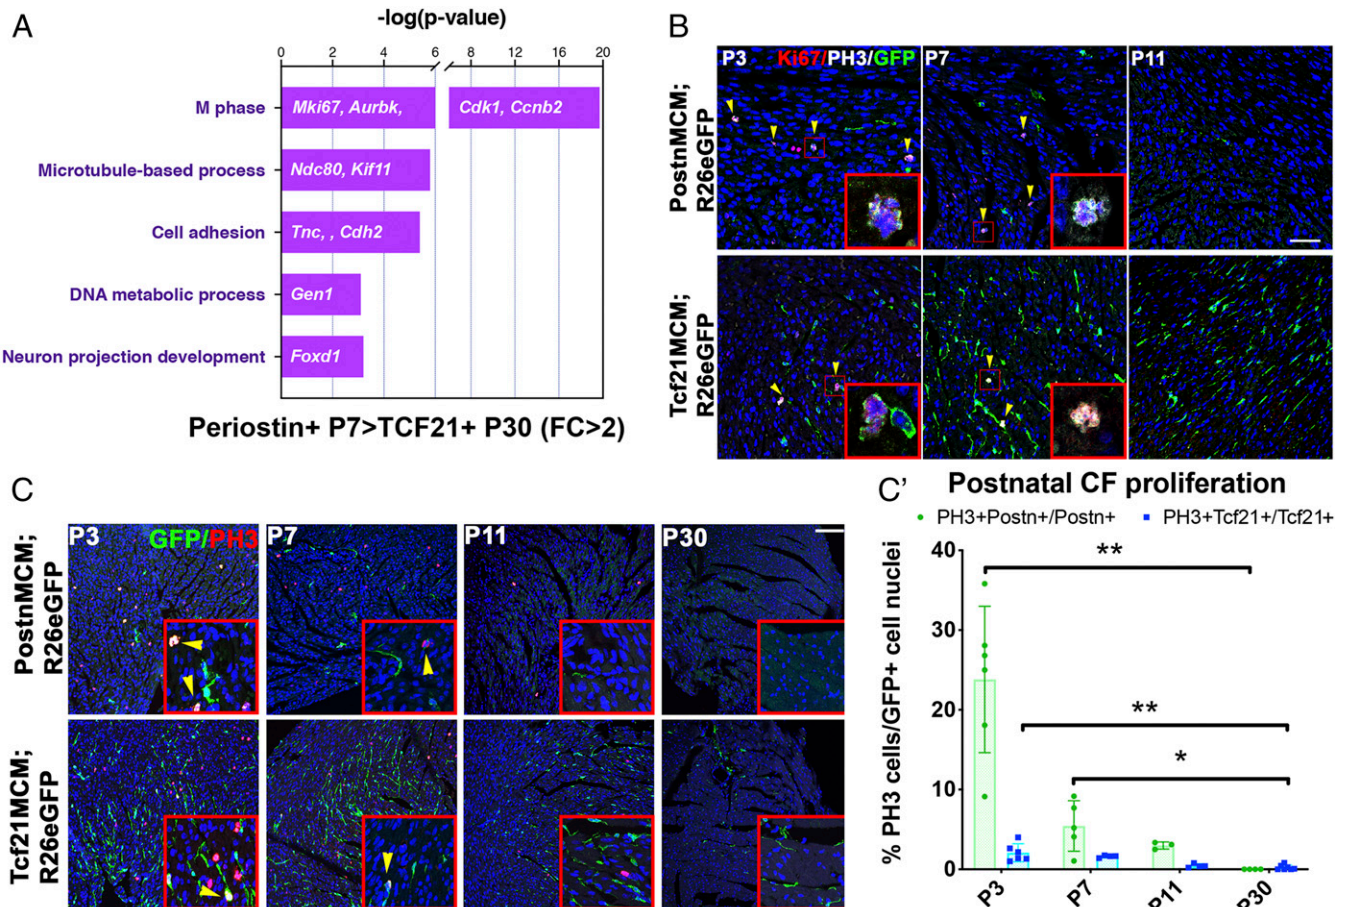 A
-log(p-value)
0 2 4 6 8 12 16 20
M phase
Mki67, Aurbk,
Cdk1, Ccnb2
Microtubule-based process
Ndc80, Kif11
Cell adhesion
Tnc, , Cdh2
DNA metabolic process
Gen1
Neuron projection development
Foxd1
Periostin+ P7>TCF21+ P30 (FC>2)
B
PostnMCM;
R26eGFP
P3
Ki67/PH3/GFP
P7
P11
Tcf21MCM;
R26eGFP
C
PostnMCM;
R26eGFP
P3
GFP/PH3
P7
P11
P30
Tcf21MCM;
R26eGFP
C'
Postnatal CF proliferation
PH3+Postn+/Postn+
PH3+Tcf21+/Tcf21+
% PH3 cells/GFP+ cell nuclei
40
30
20
10
0
**
**
*
P3
P7
P11
P30